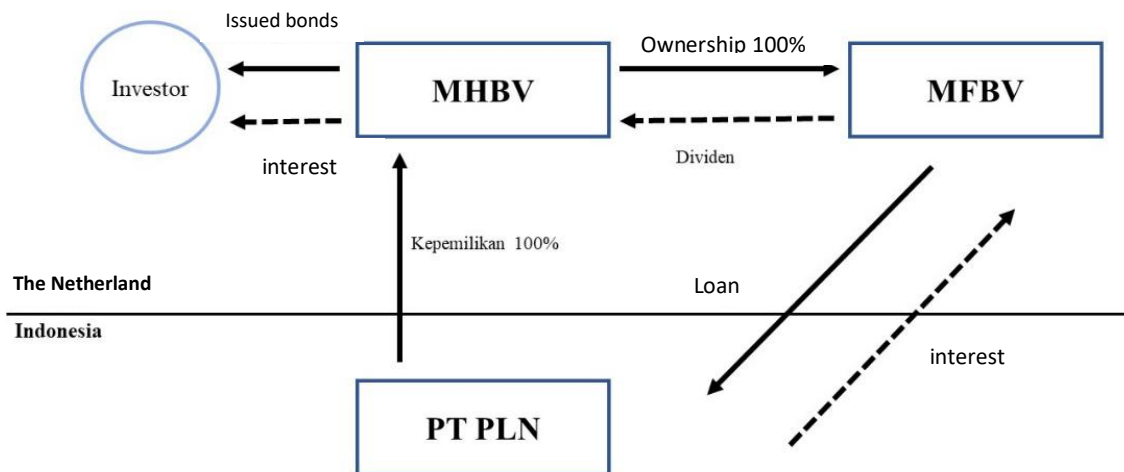 Issued bonds
Investor
MHBV
Ownership 100%
MFBV
interest
Dividen
Kepemilikan 100%
The Netherland
Loan
Indonesia
interest
PT PLN